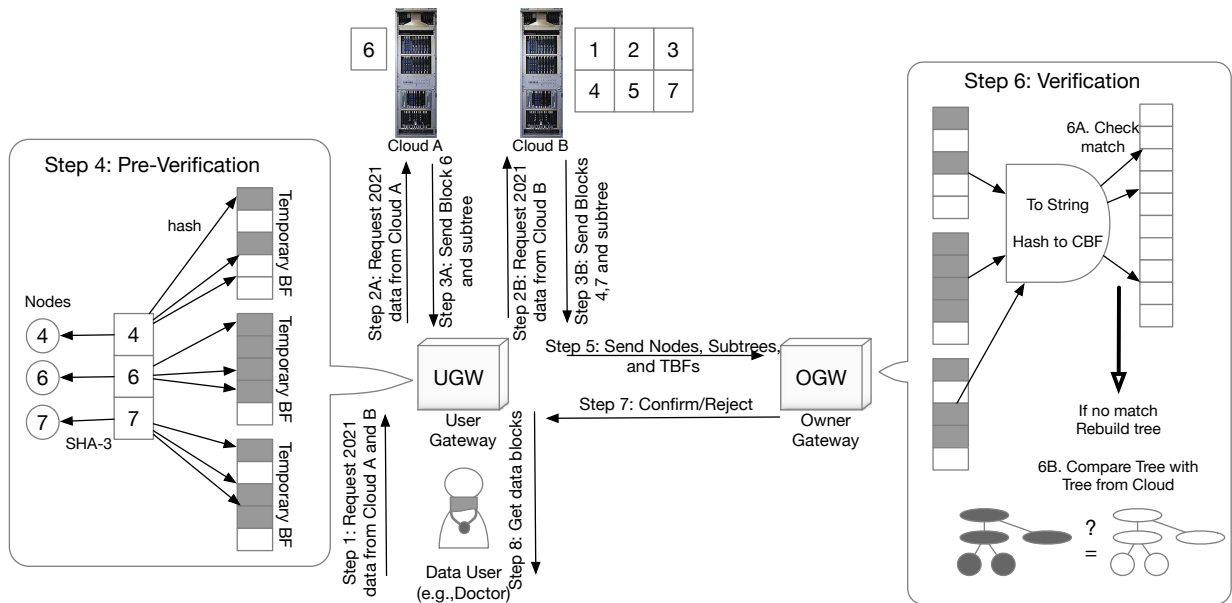 6
1 2 3
4 5 7
Cloud A
Cloud B
Step 4: Pre-Verification
hash
Temporary BF
Temporary BF
Temporary BF
Nodes
4
6
7
4
6
7
SHA-3
Step 2A: Request 2021
data from Cloud A
Step 3A: Send Block 6
and subtree
Step 2B: Request 2021
data from Cloud B
Step 3B: Send Blocks
4,7 and subtree
UGW
User
Gateway
Step 5: Send Nodes, Subtrees,
and TBFs
OGW
Owner
Gateway
Step 7: Confirm/Reject
Step 1: Request 2021
data from Cloud A and B
Step 8: Get data blocks
Data User
(e.g.,Doctor)
Step 6: Verification
6A. Check
match
To String
Hash to CBF
If no match
Rebuild tree
6B. Compare Tree with
Tree from Cloud
?
=